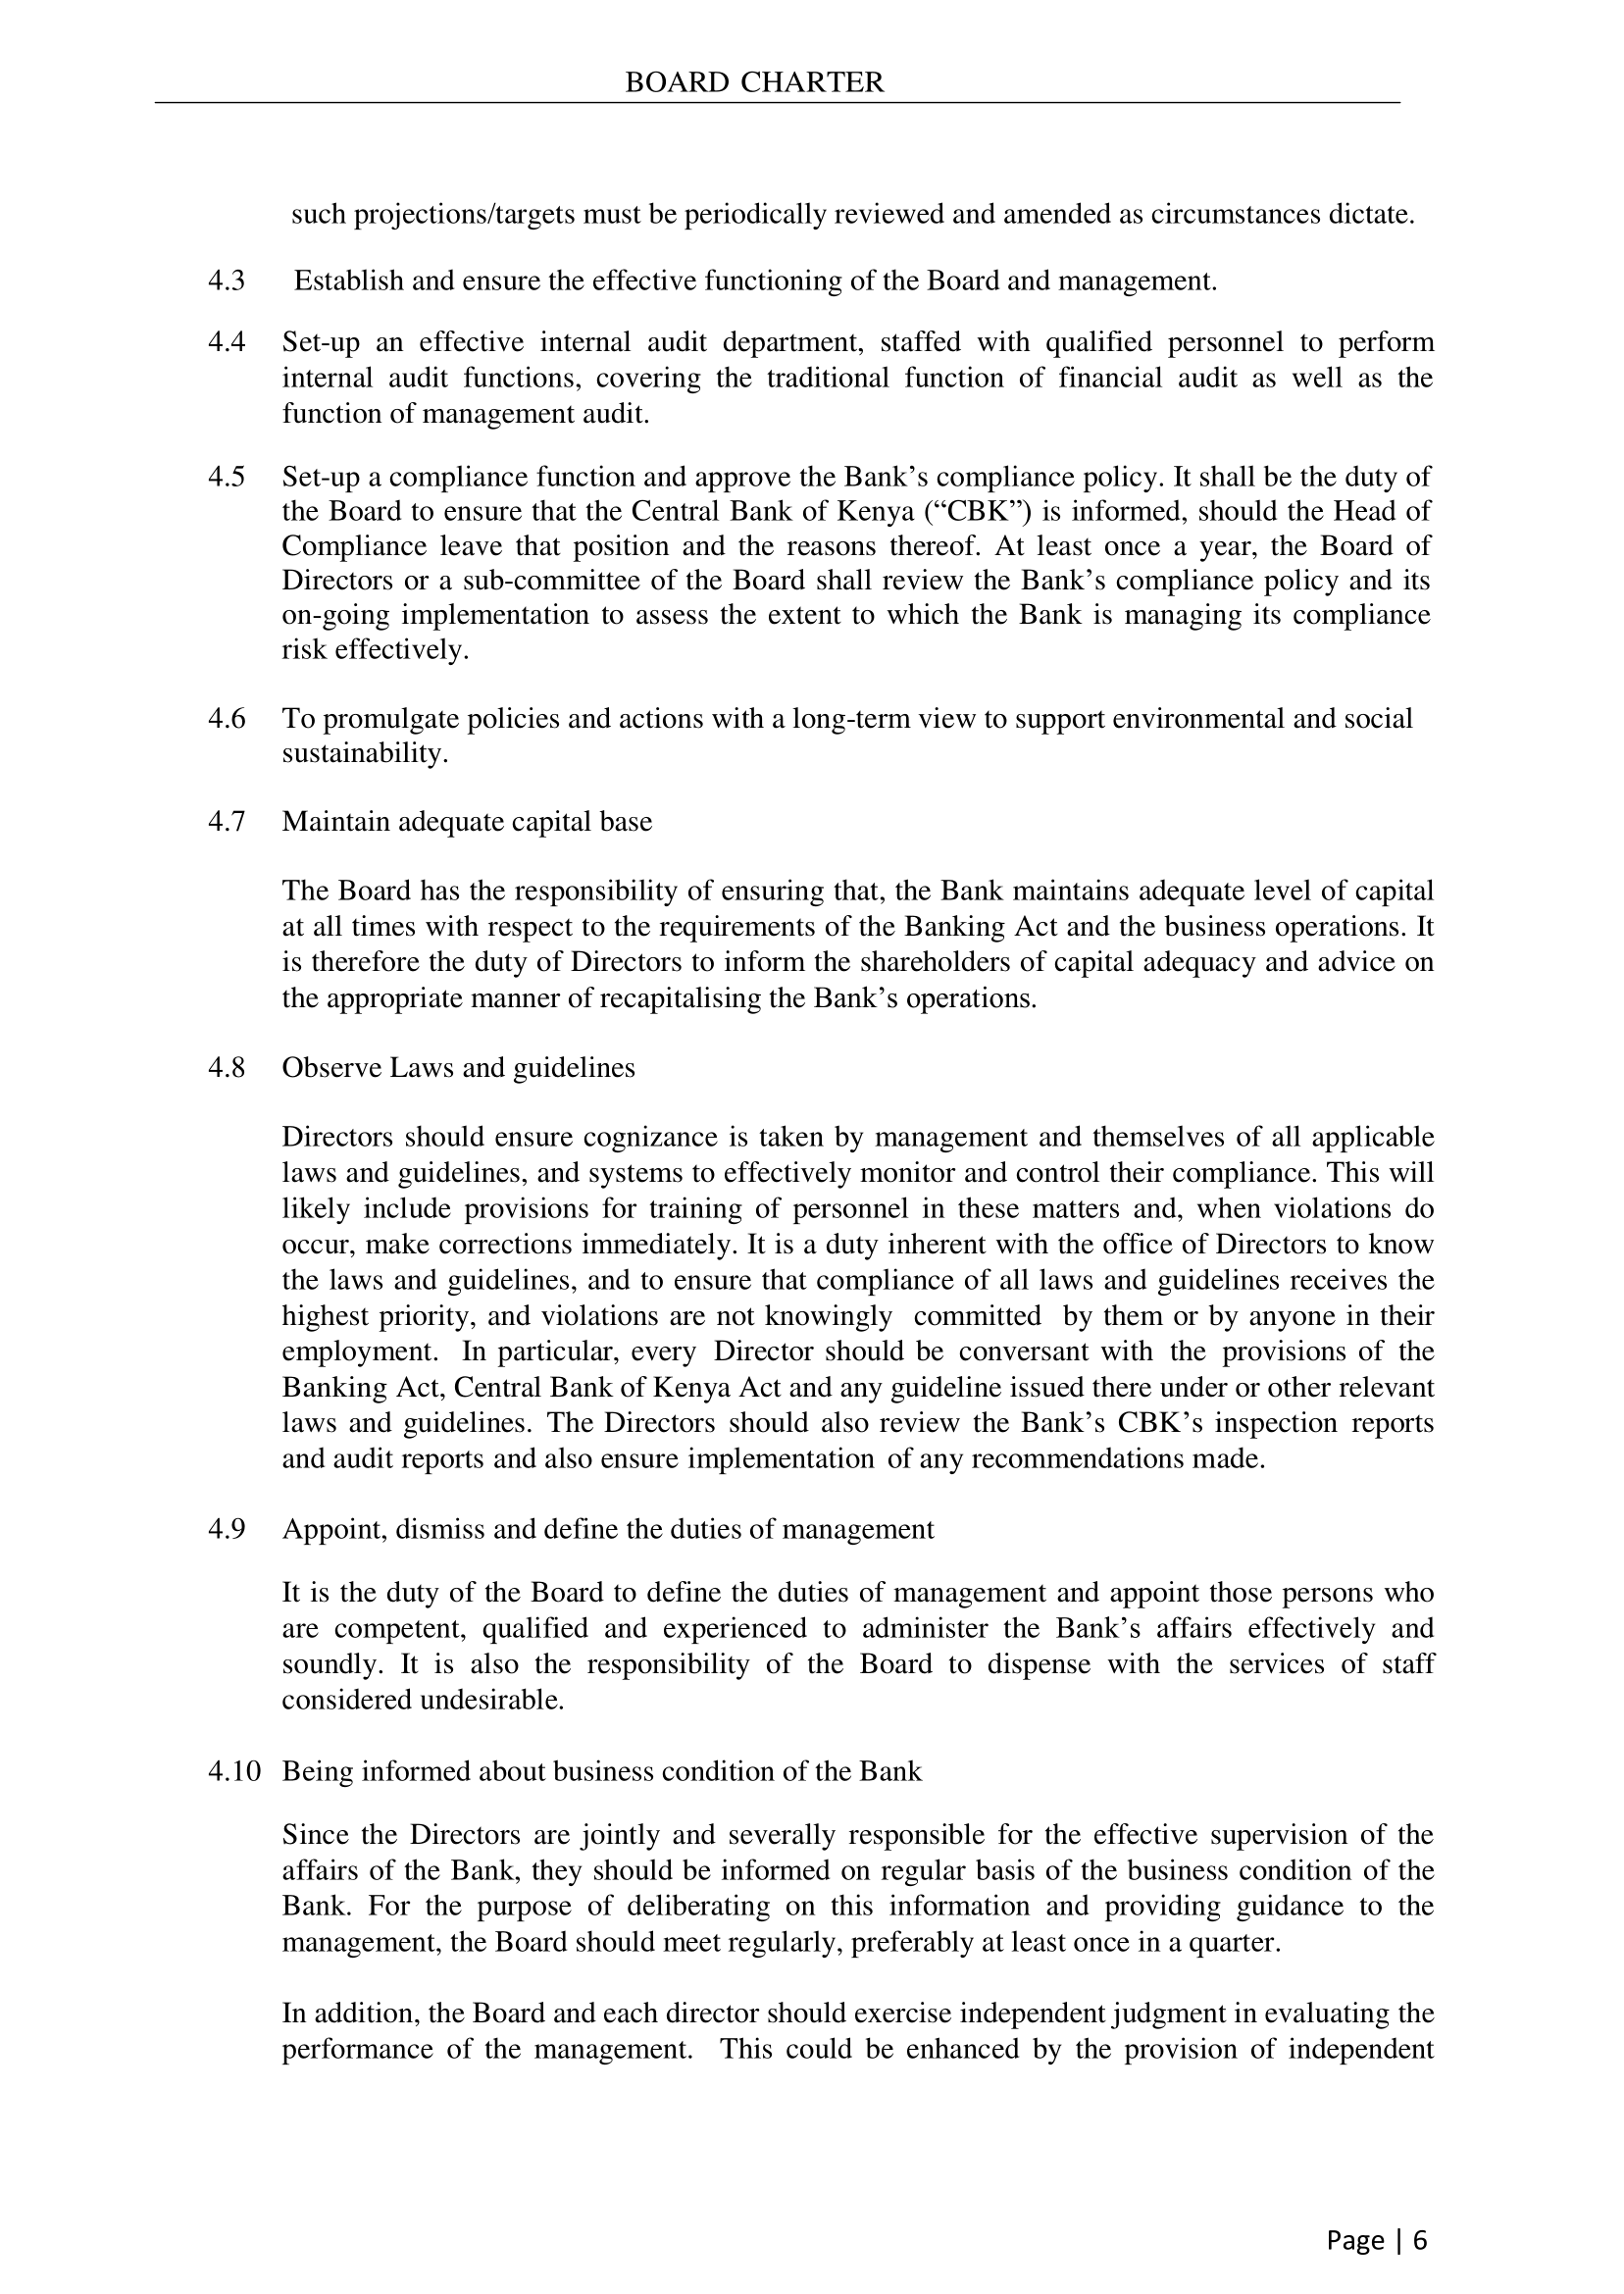 BOARD CHARTER
such projections/targets must be periodically reviewed and amended as circumstances dictate.
4.3 Establish and ensure the effective functioning of the Board and management.
4.4 Set-up an effective internal audit department, staffed with qualified personnel to perform
internal audit functions, covering the traditional function of financial audit as well as the
function of management audit.
4.5 Set-up a compliance function and approve the Bank’s compliance policy. It shall be the duty of
the Board to ensure that the Central Bank of Kenya (“CBK”) is informed, should the Head of
Compliance leave that position and the reasons thereof. At least once a year, the Board of
Directors or a sub-committee of the Board shall review the Bank’s compliance policy and its
on-going implementation to assess the extent to which the Bank is managing its compliance
risk effectively.
4.6 To promulgate policies and actions with a long-term view to support environmental and social
sustainability.
4.7 Maintain adequate capital base
The Board has the responsibility of ensuring that, the Bank maintains adequate level of capital
at all times with respect to the requirements of the Banking Act and the business operations. It
is therefore the duty of Directors to inform the shareholders of capital adequacy and advice on
the appropriate manner of recapitalising the Bank’s operations.
4.8 Observe Laws and guidelines
Directors should ensure cognizance is taken by management and themselves of all applicable
laws and guidelines, and systems to effectively monitor and control their compliance. This will
likely include provisions for training of personnel in these matters and, when violations do
occur, make corrections immediately. It is a duty inherent with the office of Directors to know
the laws and guidelines, and to ensure that compliance of all laws and guidelines receives the
highest priority, and violations are not knowingly committed by them or by anyone in their
employment. In particular, every Director should be conversant with the provisions of the
Banking Act, Central Bank of Kenya Act and any guideline issued there under or other relevant
laws and guidelines. The Directors should also review the Bank’s CBK’s inspection reports
and audit reports and also ensure implementation of any recommendations made.
4.9 Appoint, dismiss and define the duties of management
It is the duty of the Board to define the duties of management and appoint those persons who
are competent, qualified and experienced to administer the Bank’s affairs effectively and
soundly. It is also the responsibility of the Board to dispense with the services of staff
considered undesirable.
4.10 Being informed about business condition of the Bank
Since the Directors are jointly and severally responsible for the effective supervision of the
affairs of the Bank, they should be informed on regular basis of the business condition of the
Bank. For the purpose of deliberating on this information and providing guidance to the
management, the Board should meet regularly, preferably at least once in a quarter.
In addition, the Board and each director should exercise independent judgment in evaluating the
performance of the management. This could be enhanced by the provision of independent
Page | 6